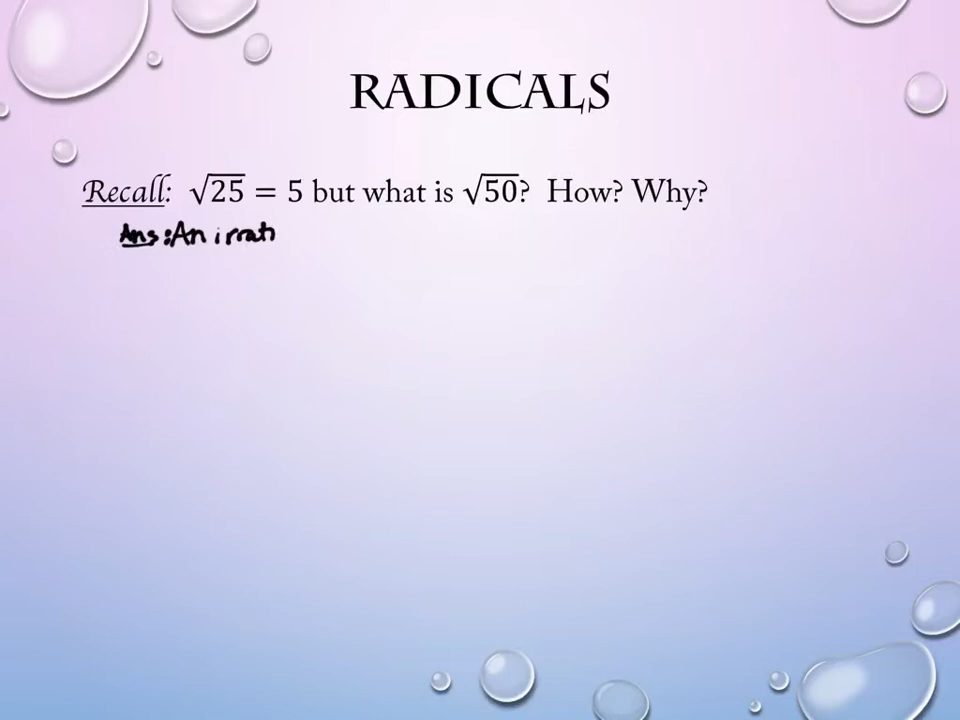 RADICALS
Recall: √25 = 5 but what is √50? How? Why?
Ans: An irrati